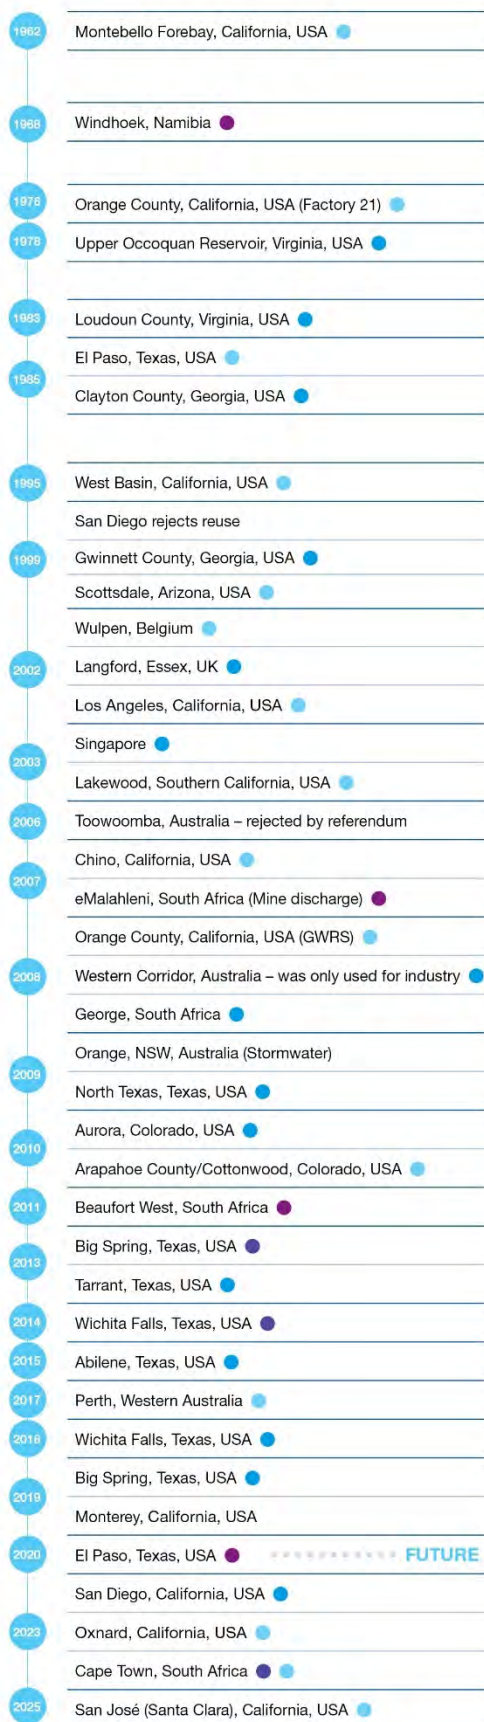 1962
Montebello Forebay, California, USA
1968
Windhoek, Namibia
1976
Orange County, California, USA (Factory 21)
1978
Upper Occoquan Reservoir, Virginia, USA
1983
Loudoun County, Virginia, USA
El Paso, Texas, USA
1985
Clayton County, Georgia, USA
1995
West Basin, California, USA
San Diego rejects reuse
1999
Gwinnett County, Georgia, USA
Scottsdale, Arizona, USA
Wulpen, Belgium
2002
Langford, Essex, UK
Los Angeles, California, USA
Singapore
2003
Lakewood, Southern California, USA
2006
Toowoomba, Australia – rejected by referendum
Chino, California, USA
2007
eMalahleni, South Africa (Mine discharge)
Orange County, California, USA (GWRS)
2008
Western Corridor, Australia – was only used for industry
George, South Africa
Orange, NSW, Australia (Stormwater)
2009
North Texas, Texas, USA
Aurora, Colorado, USA
2010
Arapahoe County/Cottonwood, Colorado, USA
2011
Beaufort West, South Africa
Big Spring, Texas, USA
2013
Tarrant, Texas, USA
2014
Wichita Falls, Texas, USA
2015
Abilene, Texas, USA
2017
Perth, Western Australia
2018
Wichita Falls, Texas, USA
Big Spring, Texas, USA
2019
Monterey, California, USA
2020
El Paso, Texas, USA FUTURE
San Diego, California, USA
2023
Oxnard, California, USA
Cape Town, South Africa
2025
San José (Santa Clara), California, USA